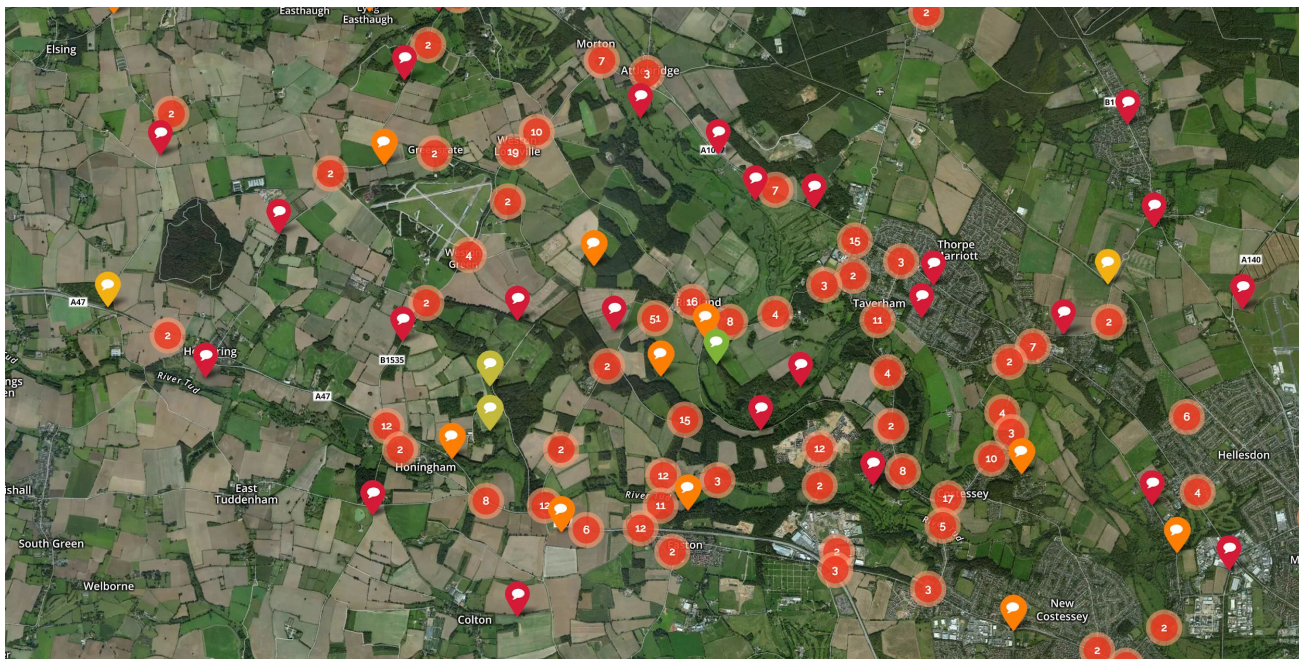 Easthaugh
Easthaugh
2
Elsing
2
Morton
7
3
2
B1
10
2
19
2
A10
7
2
2
15
Thorpe
Marriott
4
3
2
3
A140
A47
2
16
51
8
4
Taverham
11
2
2
7
Hockering
B1535
2
2
4
River Tud
A47
12
15
4
2
3
6
2
Honingham
2
12
10
8
Hellesdon
12
3
2
4
East
Tuddenham
8
12
11
17
6
12
5
South Green
2
2
3
Welborne
3
New
Costessey
Colton
2
2